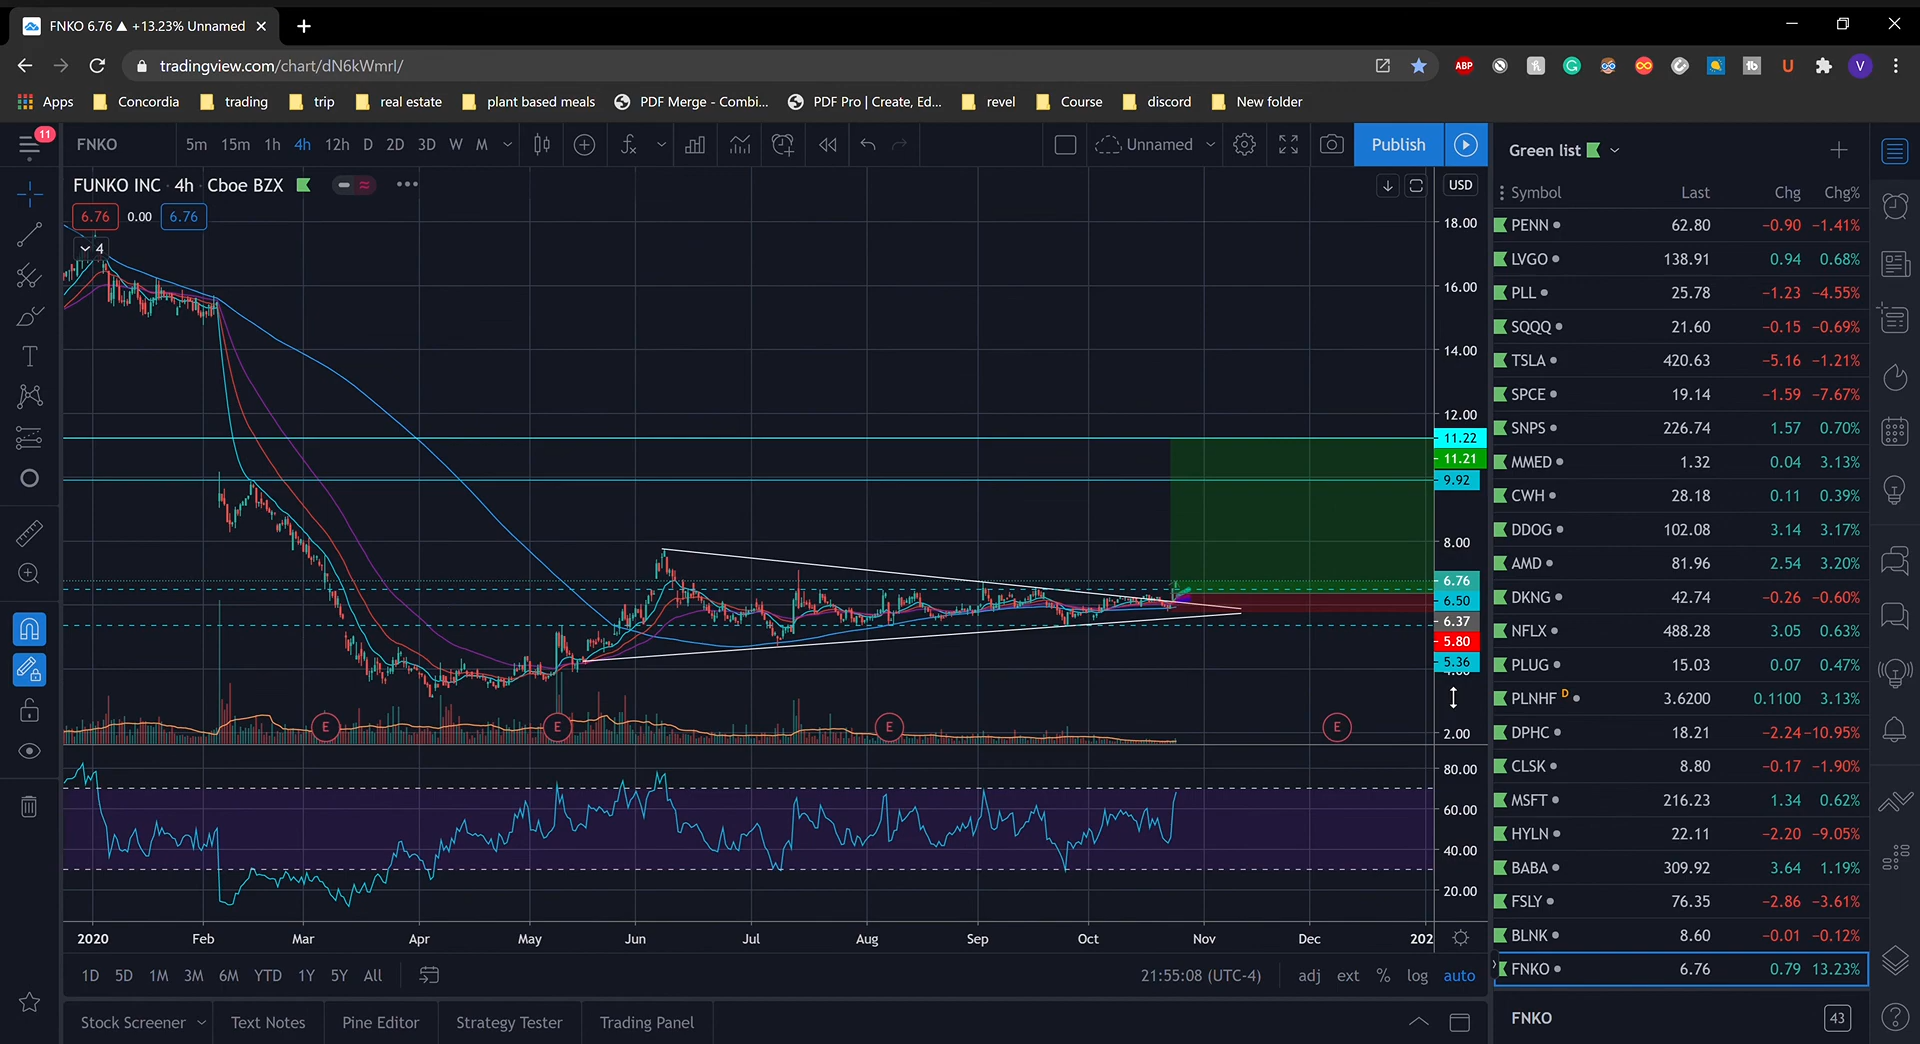 FNKO 6.76 ▲ +13.23% Unnamed
tradingview.com/chart/dN6kWmrl/
ABP
V
Apps Concordia trading trip real estate plant based meals PDF Merge - Combi... PDF Pro | Create, Ed... revel Course discord New folder
11
FNKO 5m 15m 1h 4h 12h D 2D 3D W M Unnamed Publish
FUNKO INC · 4h · Cboe BZX
USD
6.76 0.00 6.76
4
18.00
16.00
14.00
12.00
11.22
11.21
9.92
8.00
6.76
6.50
6.37
5.80
5.36
4.00
2.00
E E E E
80.00
60.00
40.00
20.00
2020 Feb Mar Apr May Jun Jul Aug Sep Oct Nov Dec 202
1D 5D 1M 3M 6M YTD 1Y 5Y All 21:55:08 (UTC-4) adj ext % log auto
Stock Screener Text Notes Pine Editor Strategy Tester Trading Panel
Green list
Symbol Last Chg Chg%
PENN 62.80 −0.90 −1.41%
LVGO 138.91 0.94 0.68%
PLL 25.78 −1.23 −4.55%
SQQQ 21.60 −0.15 −0.69%
TSLA 420.63 −5.16 −1.21%
SPCE 19.14 −1.59 −7.67%
SNPS 226.74 1.57 0.70%
MMED 1.32 0.04 3.13%
CWH 28.18 0.11 0.39%
DDOG 102.08 3.14 3.17%
AMD 81.96 2.54 3.20%
DKNG 42.74 −0.26 −0.60%
NFLX 488.28 3.05 0.63%
PLUG 15.03 0.07 0.47%
PLNHF D 3.6200 0.1100 3.13%
DPHC 18.21 −2.24 −10.95%
CLSK 8.80 −0.17 −1.90%
MSFT 216.23 1.34 0.62%
HYLN 22.11 −2.20 −9.05%
BABA 309.92 3.64 1.19%
FSLY 76.35 −2.86 −3.61%
BLNK 8.60 −0.01 −0.12%
FNKO 6.76 0.79 13.23%
FNKO 43